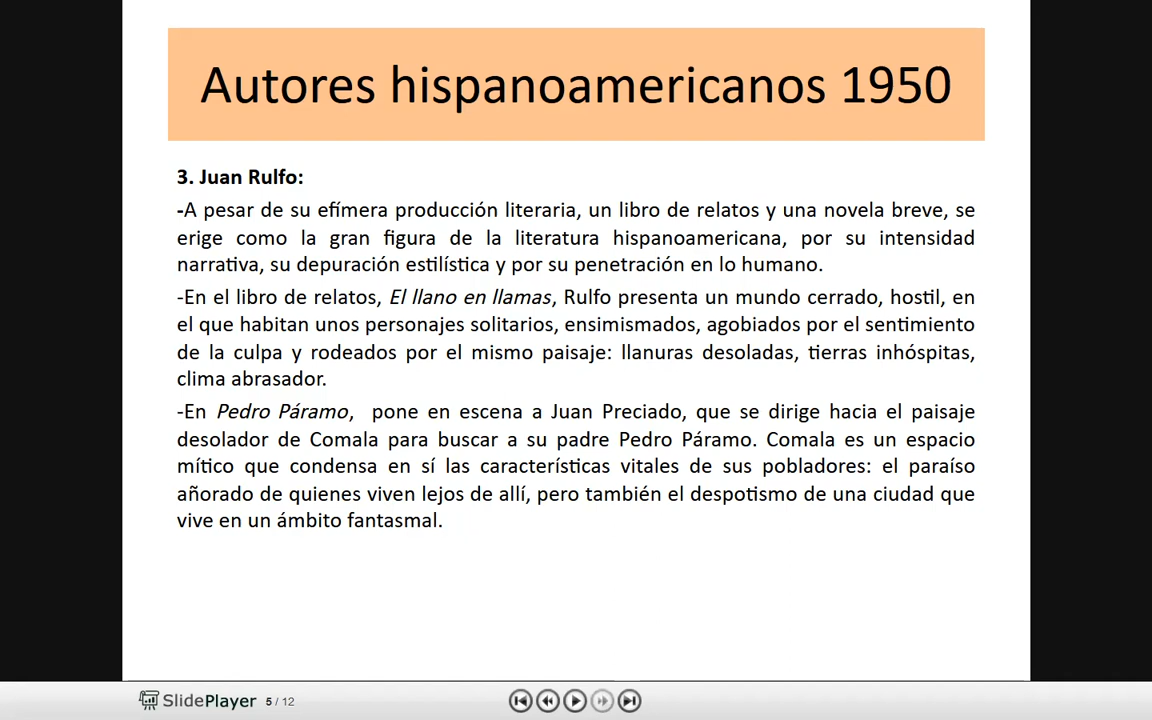 Autores hispanoamericanos 1950
3. Juan Rulfo:
-A pesar de su efímera producción literaria, un libro de relatos y una novela breve, se
erige como la gran figura de la literatura hispanoamericana, por su intensidad
narrativa, su depuración estilística y por su penetración en lo humano.
-En el libro de relatos, El llano en llamas, Rulfo presenta un mundo cerrado, hostil, en
el que habitan unos personajes solitarios, ensimismados, agobiados por el sentimiento
de la culpa y rodeados por el mismo paisaje: llanuras desoladas, tierras inhóspitas,
clima abrasador.
-En Pedro Páramo, pone en escena a Juan Preciado, que se dirige hacia el paisaje
desolador de Comala para buscar a su padre Pedro Páramo. Comala es un espacio
mítico que condensa en sí las características vitales de sus pobladores: el paraíso
añorado de quienes viven lejos de allí, pero también el despotismo de una ciudad que
vive en un ámbito fantasmal.
SlidePlayer 5 / 12